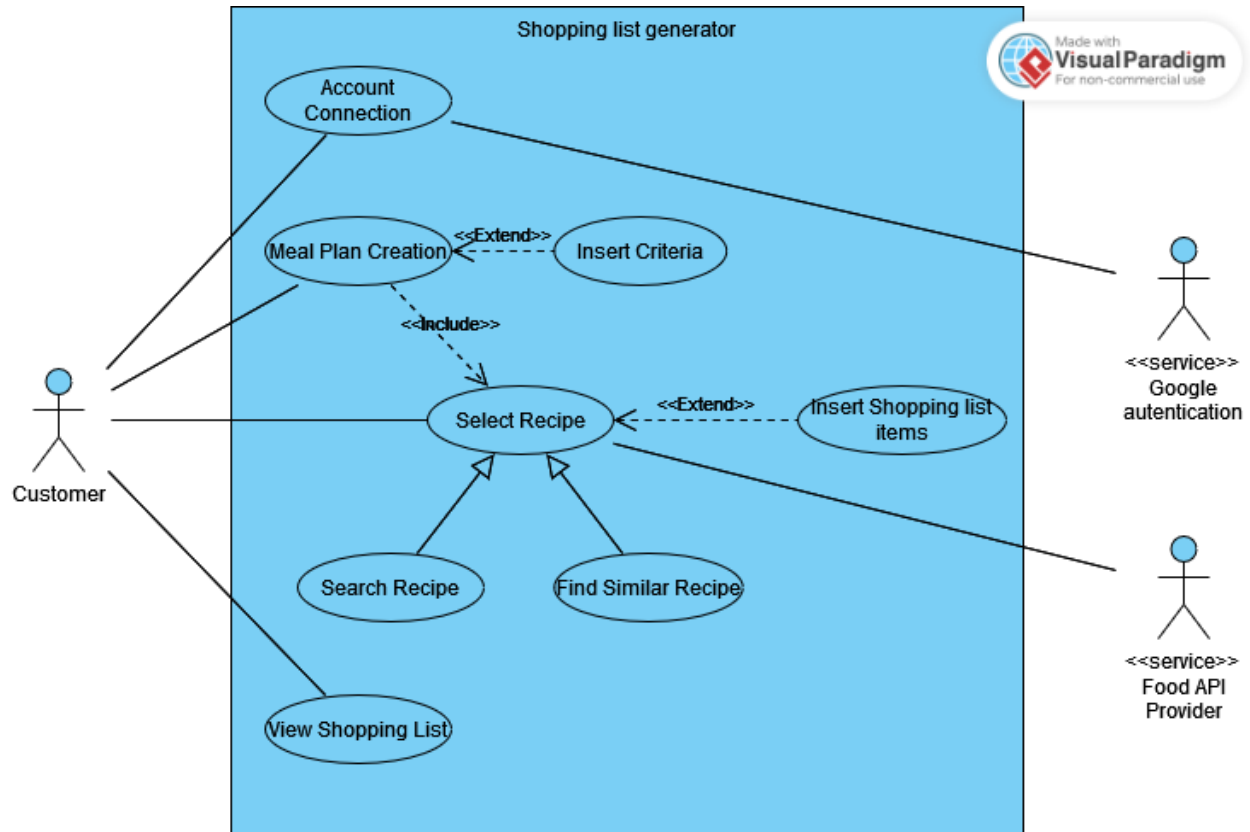 Shopping list generator
Made with
Visual Paradigm
For non-commercial use
Account
Connection
Meal Plan Creation
<<Extend>>
Insert Criteria
<<Include>>
<<service>>
Google
autentication
Select Recipe
<<Extend>>
Insert Shopping list
items
Customer
Search Recipe
Find Similar Recipe
<<service>>
Food API
Provider
View Shopping List